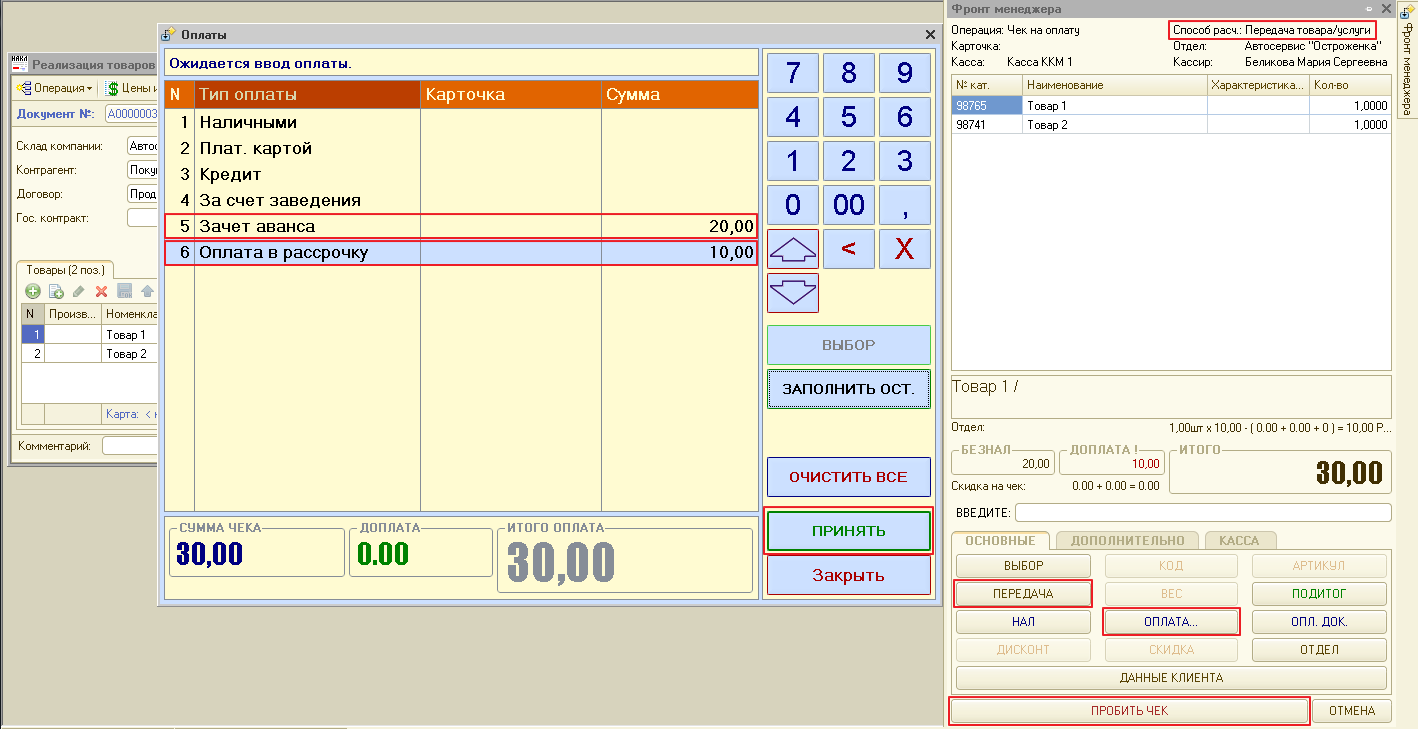 Реализация товаров
Операция
Цены и
Документ №:
А0000003
Склад компании:
Автос
Контрагент:
Поку
Договор:
Прод
Гос. контракт:
Товары (2 поз.)
N Произв... Номенкла
1 Товар 1
2 Товар 2
Карта: <
Комментарий:
Оплаты
Ожидается ввод оплаты.
N Тип оплаты Карточка Сумма
1 Наличными
2 Плат. картой
3 Кредит
4 За счет заведения
5 Зачет аванса 20,00
6 Оплата в рассрочку 10,00
СУММА ЧЕКА
30,00
ДОПЛАТА
0.00
ИТОГО ОПЛАТА
30,00
7 8 9
4 5 6
1 2 3
0 00 ,
< X
ВЫБОР
ЗАПОЛНИТЬ ОСТ.
ОЧИСТИТЬ ВСЕ
ПРИНЯТЬ
Закрыть
Фронт менеджера
Операция: Чек на оплату
Способ расч.: Передача товара/услуги
Карточка:
Отдел: Автосервис "Остроженка"
Касса: Касса ККМ 1
Кассир: Беликова Мария Сергеевна
№ кат. Наименование Характеристика... Кол-во
98765 Товар 1 1,0000
98741 Товар 2 1,0000
Товар 1 /
Отдел: 1,00шт x 10,00 - ( 0.00 + 0.00 + 0 ) = 10,00 Р...
БЕЗНАЛ
20,00
ДОПЛАТА !
10,00
ИТОГО
30,00
Скидка на чек: 0.00 + 0.00 = 0.00
ВВЕДИТЕ:
ОСНОВНЫЕ ДОПОЛНИТЕЛЬНО КАССА
ВЫБОР КОД АРТИКУЛ
ПЕРЕДАЧА ВЕС ПОДИТОГ
НАЛ ОПЛАТА... ОПЛ. ДОК.
ДИСКОНТ СКИДКА ОТДЕЛ
ДАННЫЕ КЛИЕНТА
ПРОБИТЬ ЧЕК ОТМЕНА
Фронт менеджера